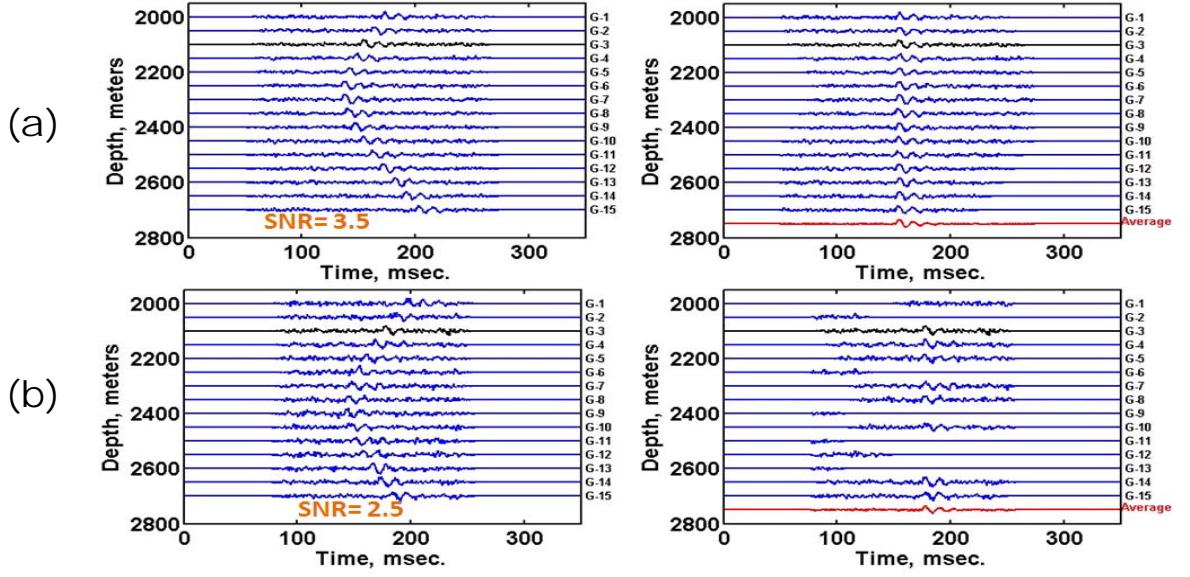 (a)
Depth, meters
2000
2200
2400
2600
2800
G-1
G-2
G-3
G-4
G-5
G-6
G-7
G-8
G-9
G-10
G-11
G-12
G-13
G-14
G-15
SNR= 3.5
0 100 200 300
Time, msec.
Depth, meters
2000
2200
2400
2600
2800
G-1
G-2
G-3
G-4
G-5
G-6
G-7
G-8
G-9
G-10
G-11
G-12
G-13
G-14
G-15
Average
0 100 200 300
Time, msec.
(b)
Depth, meters
2000
2200
2400
2600
2800
G-1
G-2
G-3
G-4
G-5
G-6
G-7
G-8
G-9
G-10
G-11
G-12
G-13
G-14
G-15
SNR= 2.5
0 100 200 300
Time, msec.
Depth, meters
2000
2200
2400
2600
2800
G-1
G-2
G-3
G-4
G-5
G-6
G-7
G-8
G-9
G-10
G-11
G-12
G-13
G-14
G-15
Average
0 100 200 300
Time, msec.